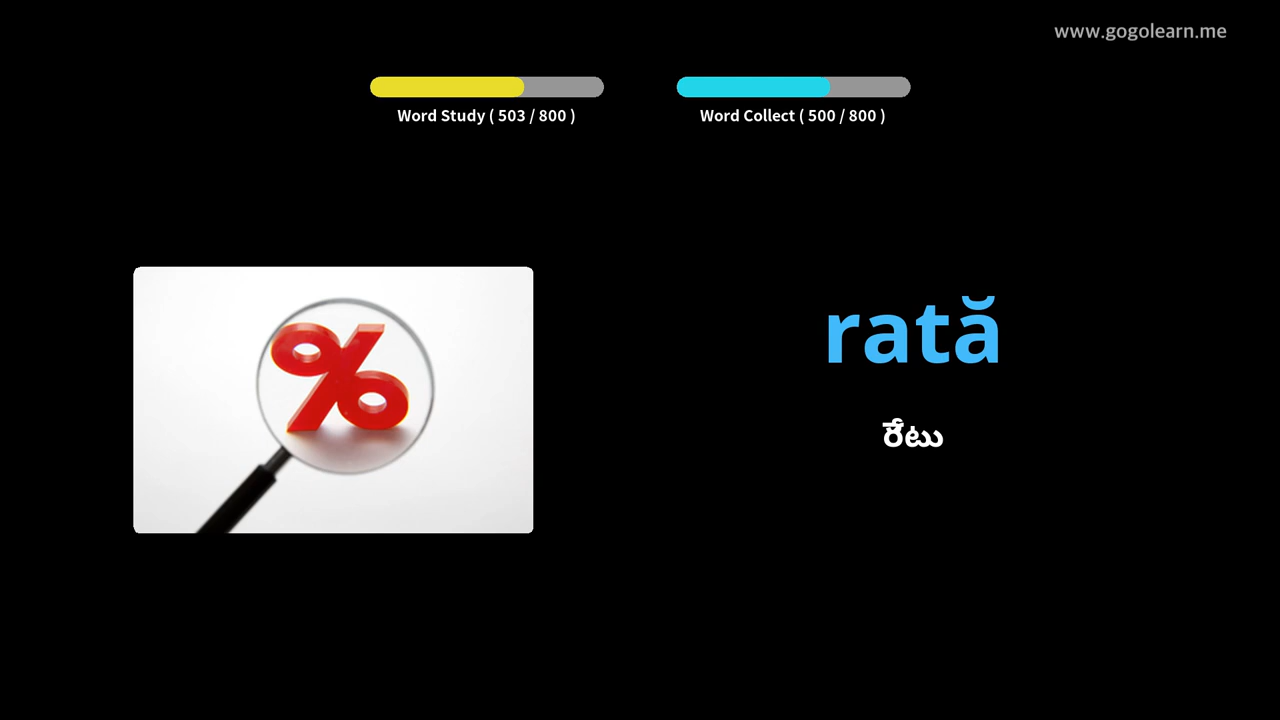 www.gogolearn.me
Word Study ( 503 / 800 )
Word Collect ( 500 / 800 )
%
rată
రేటు